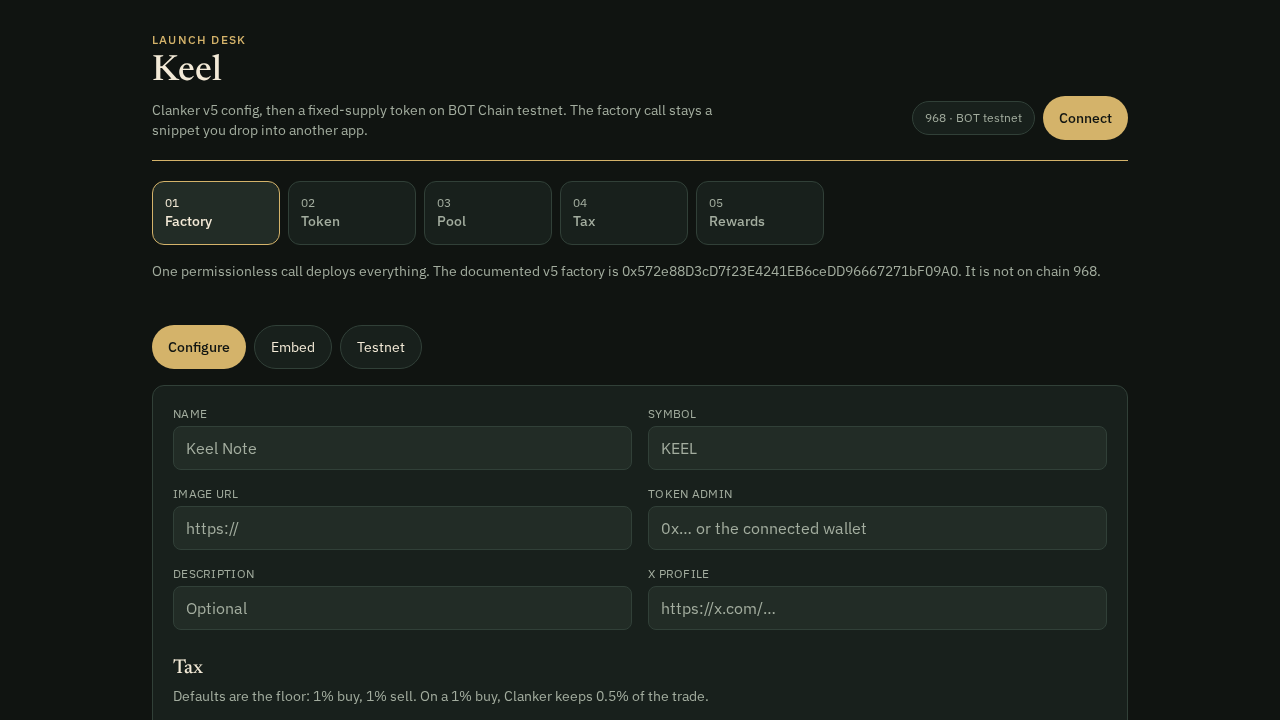 LAUNCH DESK
Keel
Clanker v5 config, then a fixed-supply token on BOT Chain testnet. The factory call stays a
snippet you drop into another app.
968 · BOT testnet
Connect
01
Factory
02
Token
03
Pool
04
Tax
05
Rewards
One permissionless call deploys everything. The documented v5 factory is 0x572e88D3cD7f23E4241EB6ceDD96667271bF09A0. It is not on chain 968.
Configure
Embed
Testnet
NAME
SYMBOL
Keel Note
KEEL
IMAGE URL
TOKEN ADMIN
https://
0x... or the connected wallet
DESCRIPTION
X PROFILE
Optional
https://x.com/...
Tax
Defaults are the floor: 1% buy, 1% sell. On a 1% buy, Clanker keeps 0.5% of the trade.